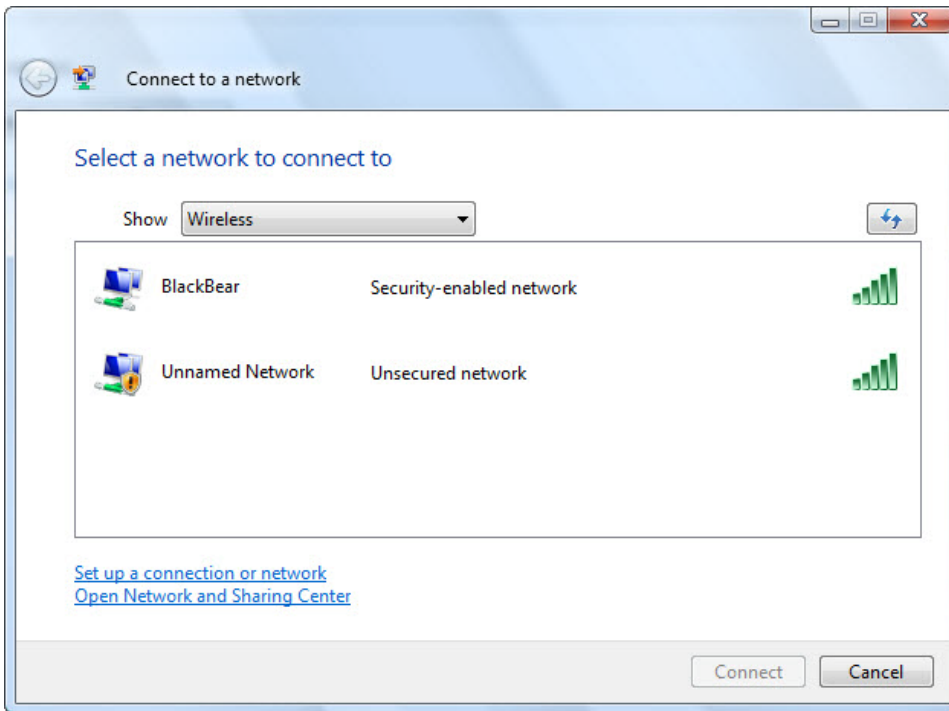 Connect to a network
Select a network to connect to
Show Wireless
BlackBear Security-enabled network
Unnamed Network Unsecured network
Set up a connection or network
Open Network and Sharing Center
Connect Cancel